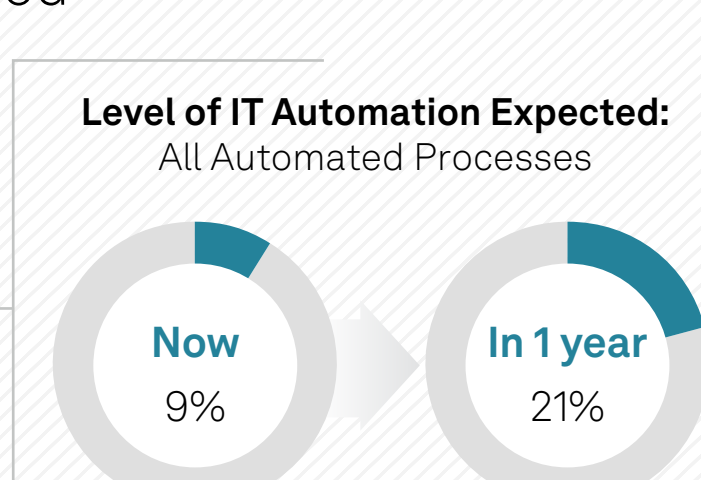 Level of IT Automation Expected:
All Automated Processes
Now
9%
In 1 year
21%